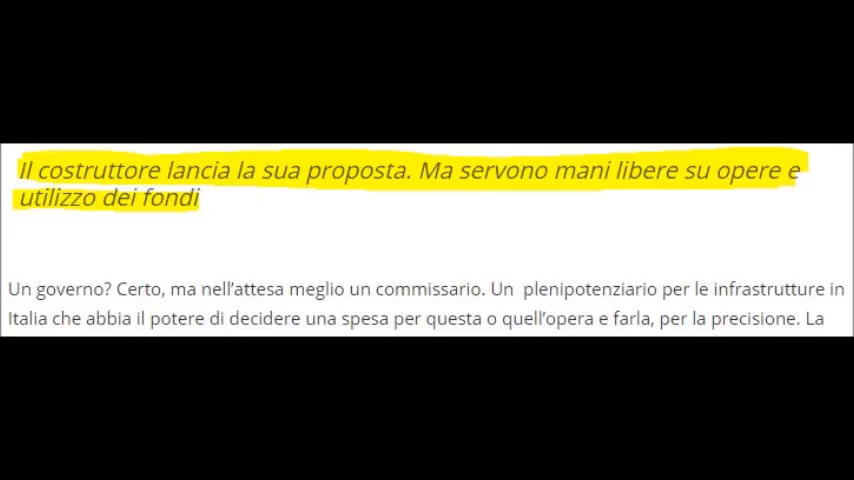 Il costruttore lancia la sua proposta. Ma servono mani libere su opere e
utilizzo dei fondi
Un governo? Certo, ma nell’attesa meglio un commissario. Un  plenipotenziario per le infrastrutture in
Italia che abbia il potere di decidere una spesa per questa o quell’opera e farla, per la precisione. La